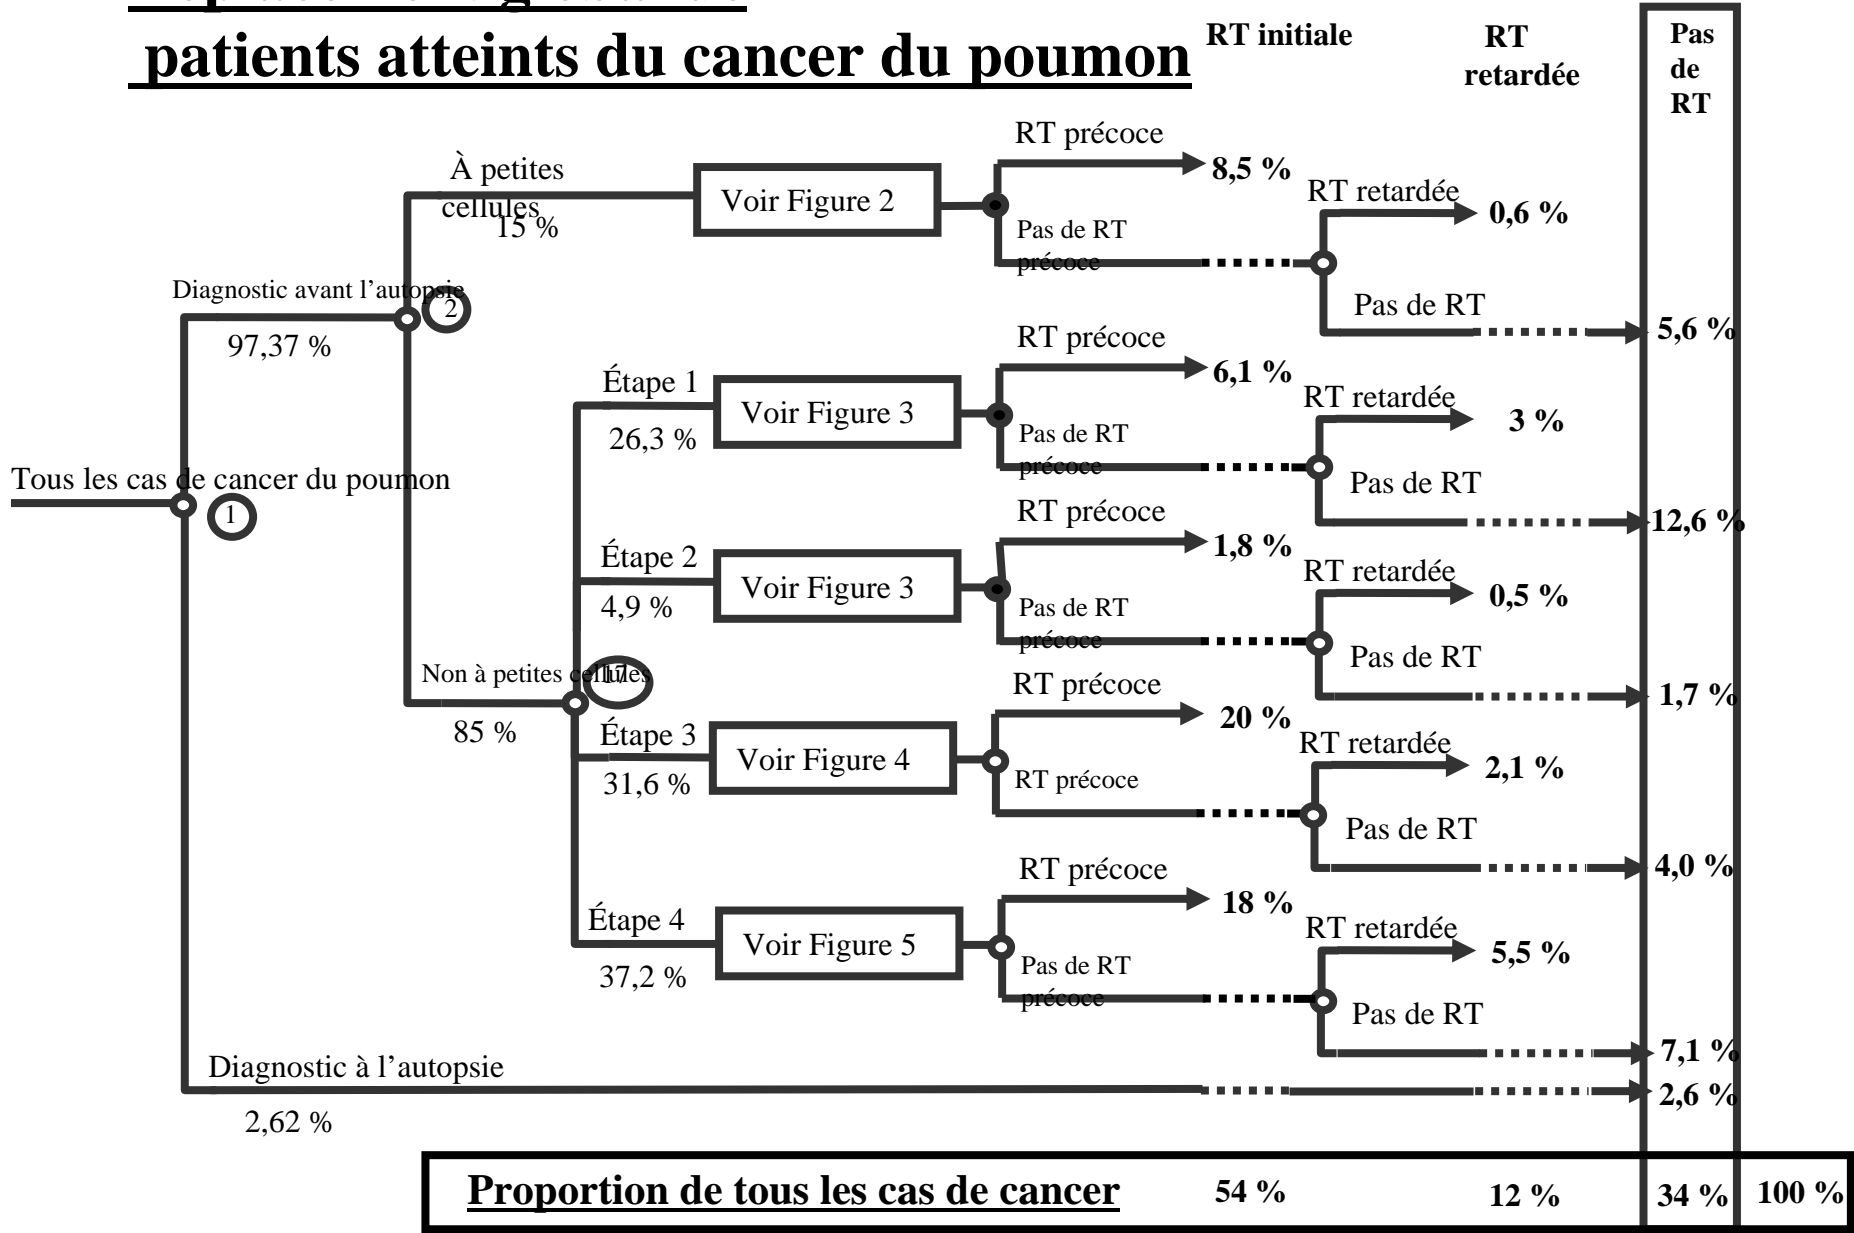 patients atteints du cancer du poumon
RT initiale
RT
retardée
Pas
de
RT
À petites
cellules
15 %
Voir Figure 2
RT précoce
8,5 %
Pas de RT
précoce
RT retardée
0,6 %
Pas de RT
5,6 %
Diagnostic avant l’autopsie
2
97,37 %
Étape 1
26,3 %
Voir Figure 3
RT précoce
6,1 %
Pas de RT
précoce
RT retardée
3 %
Pas de RT
12,6 %
Tous les cas de cancer du poumon
1
Étape 2
4,9 %
Voir Figure 3
RT précoce
1,8 %
Pas de RT
précoce
RT retardée
0,5 %
Pas de RT
1,7 %
Non à petites cellules
17
85 %
Étape 3
31,6 %
Voir Figure 4
RT précoce
20 %
RT précoce
RT retardée
2,1 %
Pas de RT
4,0 %
Étape 4
37,2 %
Voir Figure 5
RT précoce
18 %
Pas de RT
précoce
RT retardée
5,5 %
Pas de RT
7,1 %
Diagnostic à l’autopsie
2,62 %
2,6 %
Proportion de tous les cas de cancer
54 %
12 %
34 %
100 %